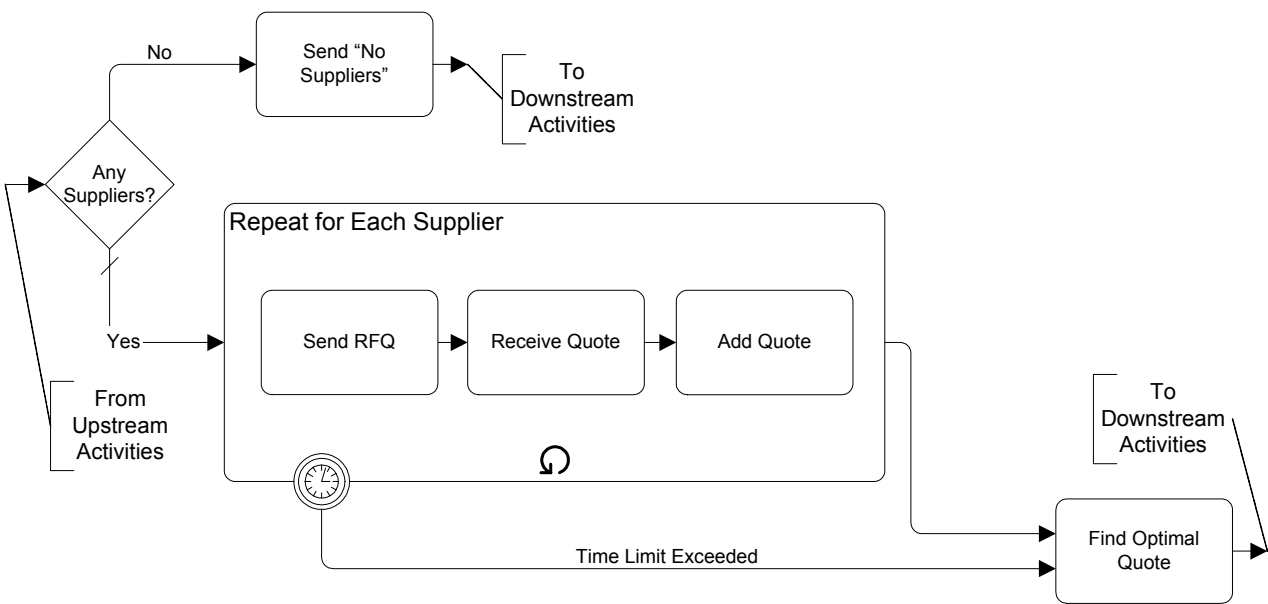 No
Send “No
Suppliers”
To
Downstream
Activities
Any
Suppliers?
Repeat for Each Supplier
Send RFQ
Receive Quote
Add Quote
Yes
From
Upstream
Activities
To
Downstream
Activities
Time Limit Exceeded
Find Optimal
Quote